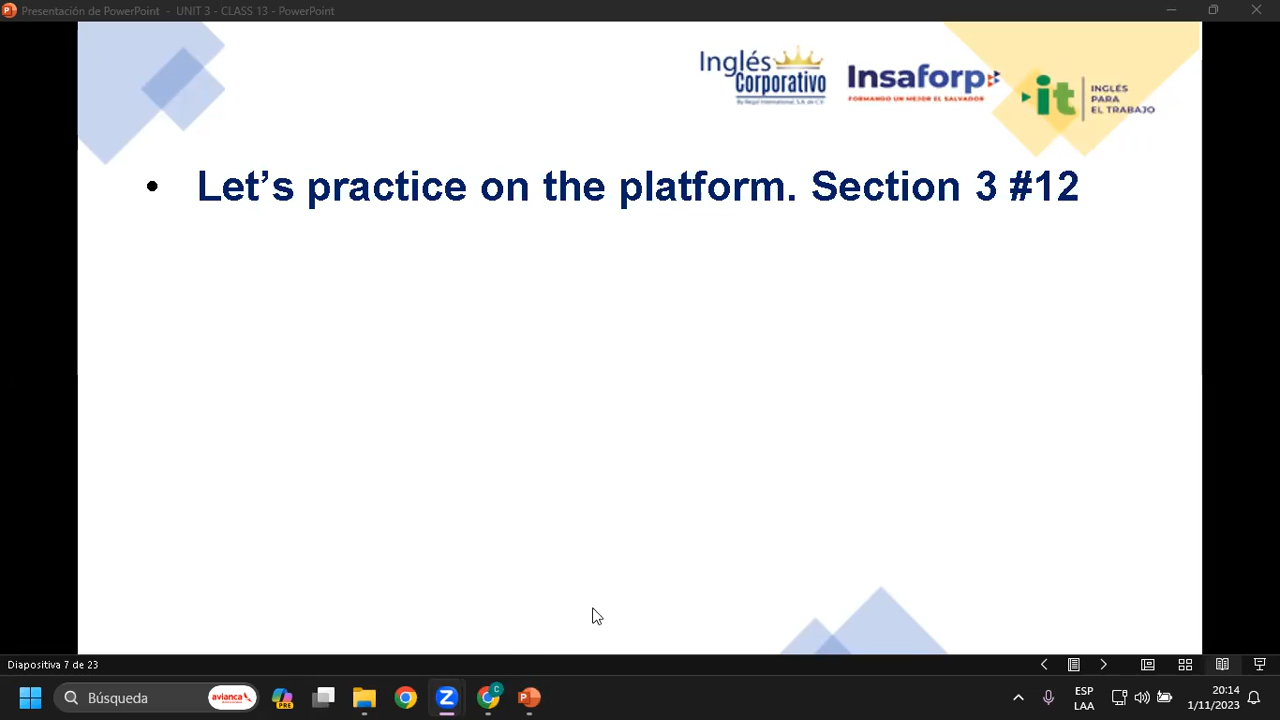 Presentación de PowerPoint - UNIT 3 - CLASS 13 - PowerPoint
Inglés
Corporativo
Insaforp
FORMANDO UN MEJOR EL SALVADOR
it
INGLÉS
PARA
EL TRABAJO
• Let’s practice on the platform. Section 3 #12
Diapositiva 7 de 23
Búsqueda
avianca
PRE
C
ESP
LAA
20:14
1/11/2023